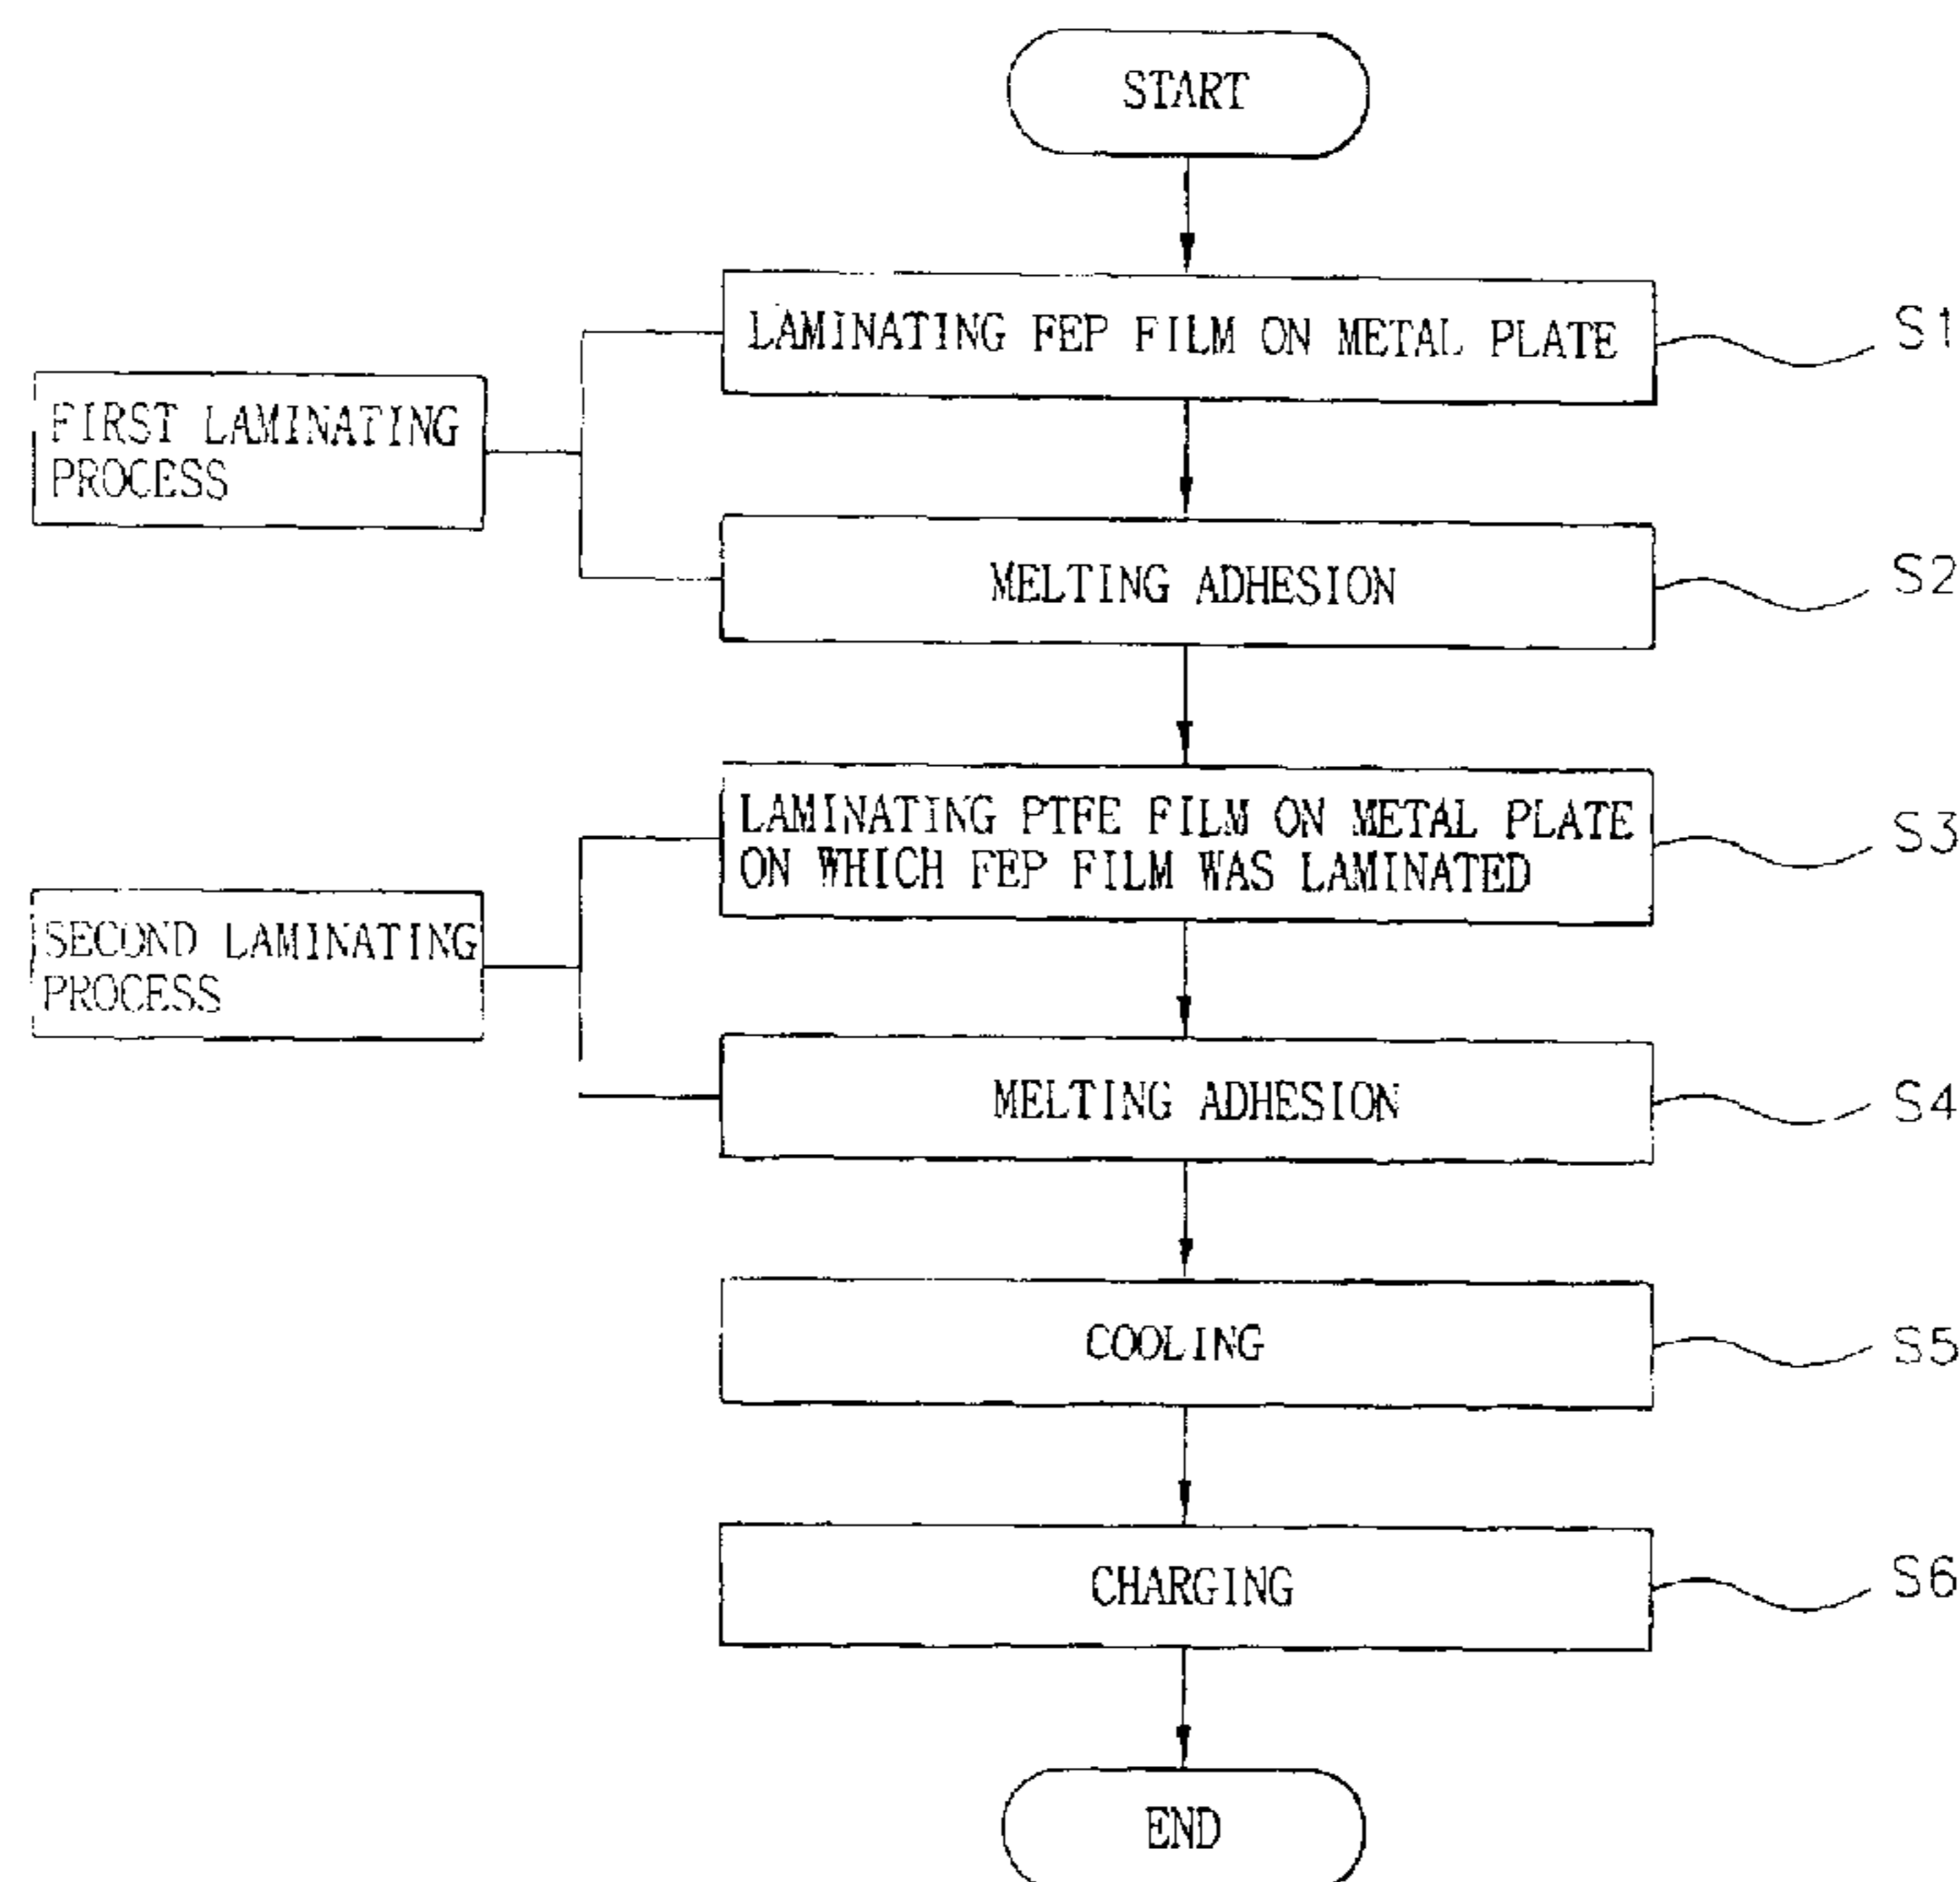 START
LAMINATING FEP FILM ON METAL PLATE
S1
FIRST LAMINATING
PROCESS
MELTING ADHESION
S2
LAMINATING PTFE FILM ON METAL PLATE
ON WHICH FEP FILM WAS LAMINATED
S3
SECOND LAMINATING
PROCESS
MELTING ADHESION
S4
COOLING
S5
CHARGING
S6
END